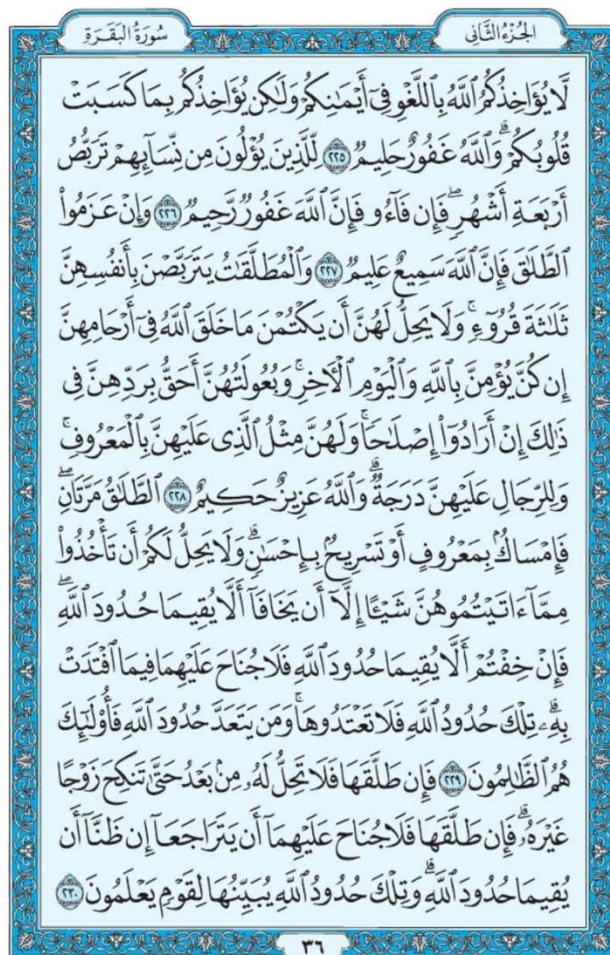 الجُزْءُ الثَّانِي
سُورَةُ البَقَرَةِ
لَّا يُؤَاخِذُكُمُ ٱللَّهُ بِٱللَّغْوِ فِىٓ أَيْمَٰنِكُمْ وَلَٰكِن يُؤَاخِذُكُم بِمَا كَسَبَتْ
قُلُوبُكُمْ ۗ وَٱللَّهُ غَفُورٌ حَلِيمٌ ٢٢٥ لِّلَّذِينَ يُؤْلُونَ مِن نِّسَآئِهِمْ تَرَبُّصُ
أَرْبَعَةِ أَشْهُرٍ ۖ فَإِن فَآءُو فَإِنَّ ٱللَّهَ غَفُورٌ رَّحِيمٌ ٢٢٦ وَإِنْ عَزَمُوا۟
ٱلطَّلَٰقَ فَإِنَّ ٱللَّهَ سَمِيعٌ عَلِيمٌ ٢٢٧ وَٱلْمُطَلَّقَٰتُ يَتَرَبَّصْنَ بِأَنفُسِهِنَّ
ثَلَٰثَةَ قُرُوٓءٍ ۚ وَلَا يَحِلُّ لَهُنَّ أَن يَكْتُمْنَ مَا خَلَقَ ٱللَّهُ فِىٓ أَرْحَامِهِنَّ
إِن كُنَّ يُؤْمِنَّ بِٱللَّهِ وَٱلْيَوْمِ ٱلْءَاخِرِ ۚ وَبُعُولَتُهُنَّ أَحَقُّ بِرَدِّهِنَّ فِى
ذَٰلِكَ إِنْ أَرَادُوٓا۟ إِصْلَٰحًا ۚ وَلَهُنَّ مِثْلُ ٱلَّذِى عَلَيْهِنَّ بِٱلْمَعْرُوفِ ۚ
وَلِلرِّجَالِ عَلَيْهِنَّ دَرَجَةٌ ۗ وَٱللَّهُ عَزِيزٌ حَكِيمٌ ٢٢٨ ٱلطَّلَٰقُ مَرَّتَانِ ۖ
فَإِمْسَاكٌۢ بِمَعْرُوفٍ أَوْ تَسْرِيحٌۢ بِإِحْسَٰنٍ ۗ وَلَا يَحِلُّ لَكُمْ أَن تَأْخُذُوا۟
مِمَّآ ءَاتَيْتُمُوهُنَّ شَيْـًٔا إِلَّآ أَن يَخَافَآ أَلَّا يُقِيمَا حُدُودَ ٱللَّهِ ۖ
فَإِنْ خِفْتُمْ أَلَّا يُقِيمَا حُدُودَ ٱللَّهِ فَلَا جُنَاحَ عَلَيْهِمَا فِيمَا ٱفْتَدَتْ
بِهِۦ ۗ تِلْكَ حُدُودُ ٱللَّهِ فَلَا تَعْتَدُوهَا ۚ وَمَن يَتَعَدَّ حُدُودَ ٱللَّهِ فَأُو۟لَٰٓئِكَ
هُمُ ٱلظَّٰلِمُونَ ٢٢٩ فَإِن طَلَّقَهَا فَلَا تَحِلُّ لَهُۥ مِنۢ بَعْدُ حَتَّىٰ تَنكِحَ زَوْجًا
غَيْرَهُۥ ۗ فَإِن طَلَّقَهَا فَلَا جُنَاحَ عَلَيْهِمَآ أَن يَتَرَاجَعَآ إِن ظَنَّآ أَن
يُقِيمَا حُدُودَ ٱللَّهِ ۗ وَتِلْكَ حُدُودُ ٱللَّهِ يُبَيِّنُهَا لِقَوْمٍ يَعْلَمُونَ ٢٣٠
٣٦